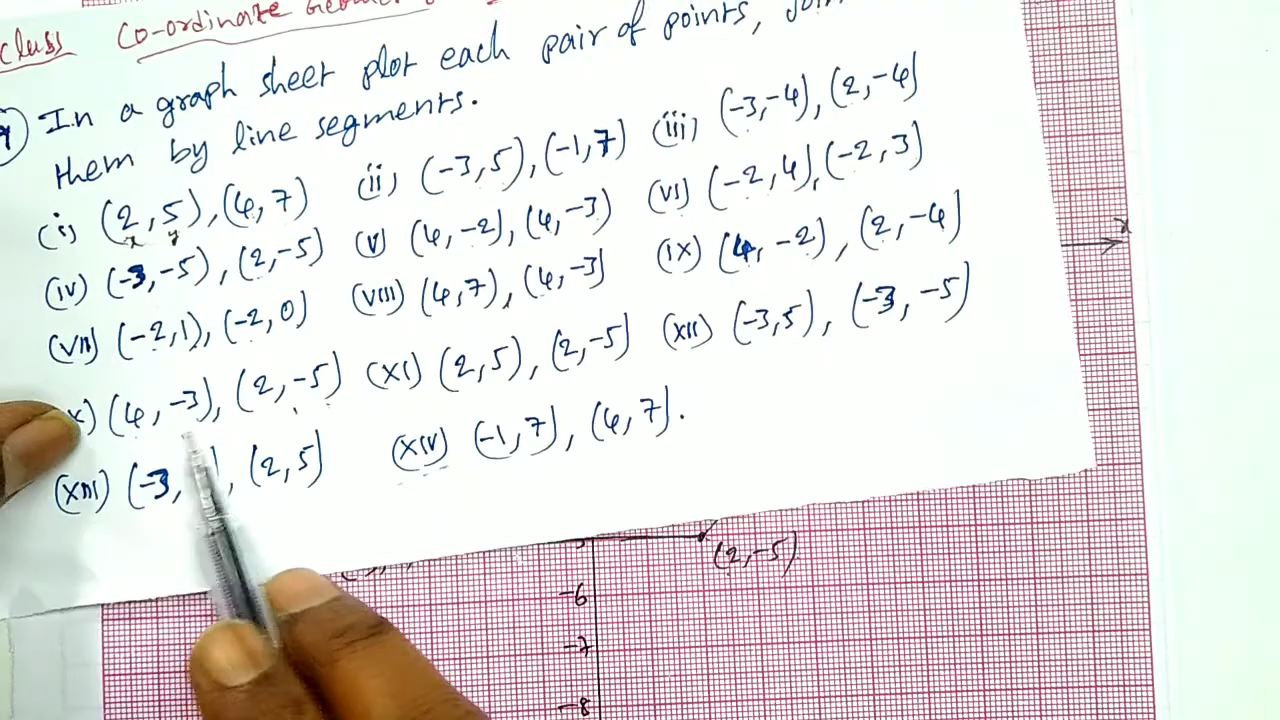 class Co-ordinate
In a graph sheet plot each pair of points,
them by line segments.
(i) (2,5), (4,7) (ii) (-3,5), (-1,7) (iii) (-3,-4), (2,-4)
x y
(iv) (-3,-5), (2,-5) (v) (4,-2), (4,-3) (vi) (-2,4), (-2,3)
(vii) (-2,1), (-2,0) (viii) (4,7), (4,-3) (ix) (4,-2), (2,-4)
x) (4,-3), (2,-5) (xi) (2,5), (2,-5) (xii) (-3,5), (-3,-5)
(xiii) (-3, ), (2,5) (xiv) (-1,7), (4,7).
x
(2,-5)
-6
-7
-8